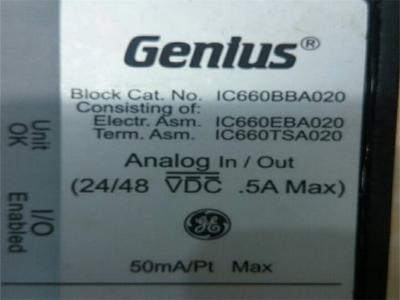 Genius®
Block Cat. No. IC660BBA020
Consisting of:
Electr. Asm. IC660EBA020
Term. Asm. IC660TSA020
Analog In / Out
(24/48 VDC .5A Max)
GE
50mA/Pt Max
Unit
OK
I/O
Enabled